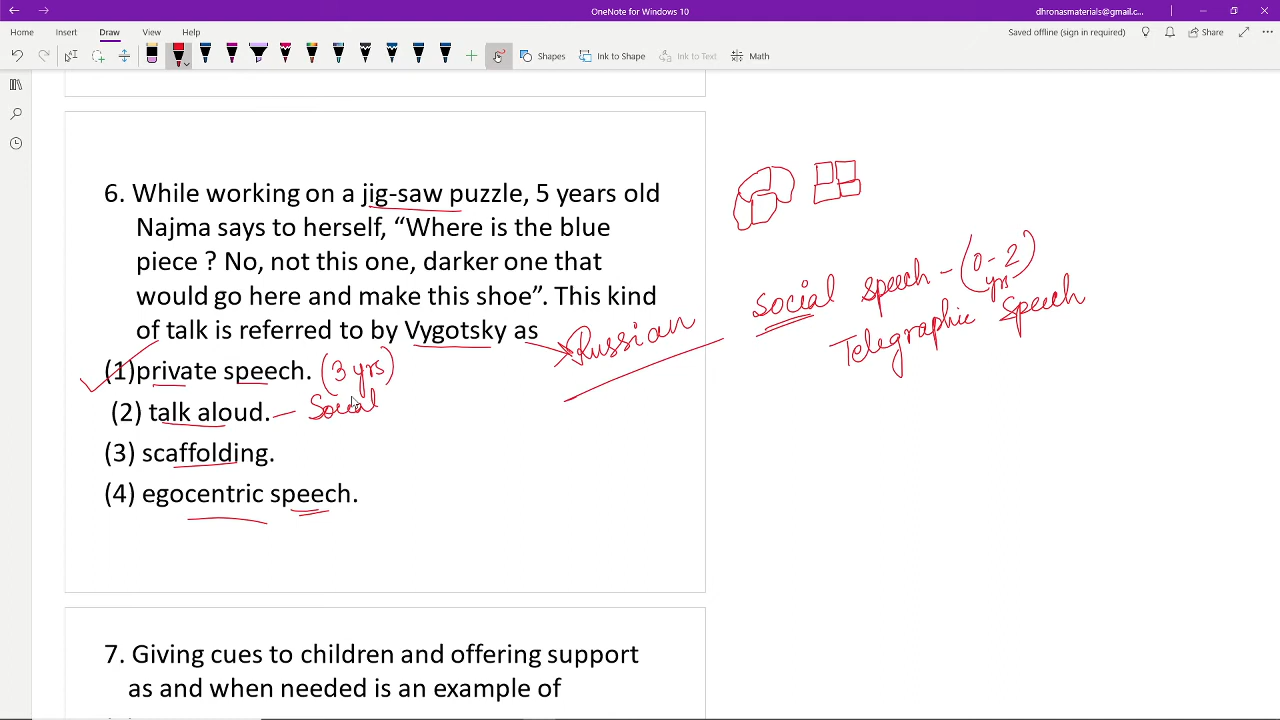 OneNote for Windows 10
dhronasmaterials@gmail.c...
Home Insert Draw View Help
Saved offline (sign in required)
Share
Shapes Ink to Shape Ink to Text Math
6. While working on a jig-saw puzzle, 5 years old
Najma says to herself, “Where is the blue
piece ? No, not this one, darker one that
would go here and make this shoe”. This kind
of talk is referred to by Vygotsky as
Russian
(1)private speech. (3 yrs)
(2) talk aloud. - Social
(3) scaffolding.
(4) egocentric speech.
social speech - (0-2) yrs
Telegraphic Speech
7. Giving cues to children and offering support
as and when needed is an example of